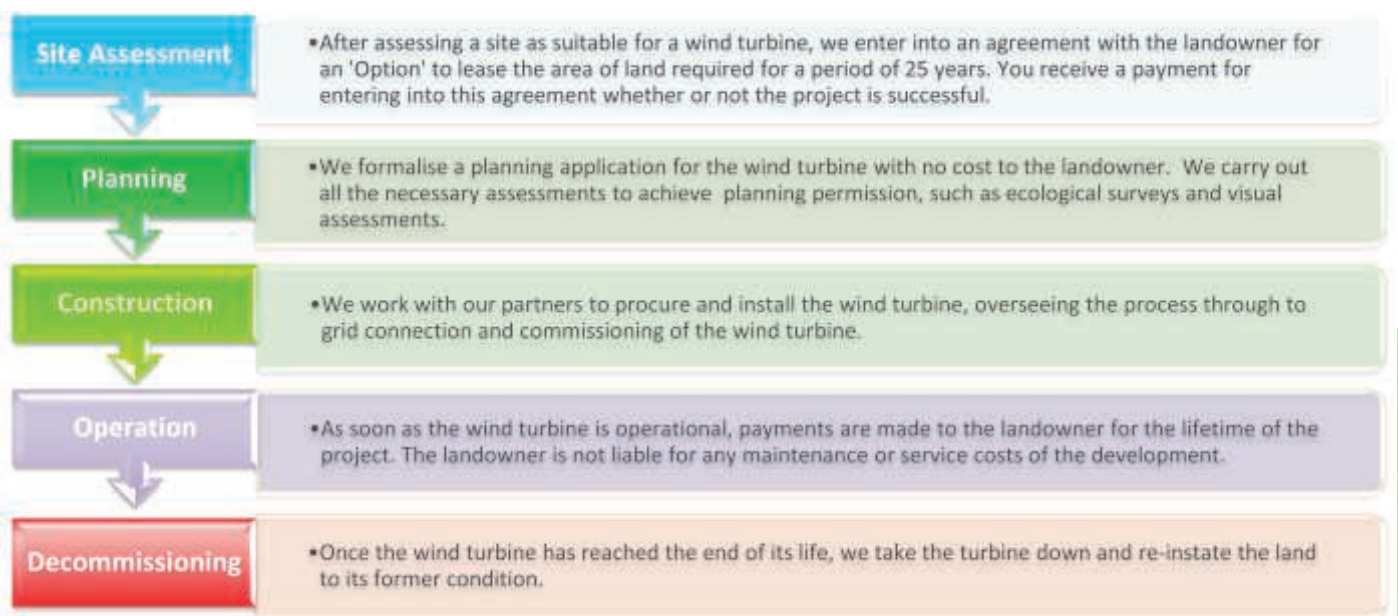 Site Assessment
•After assessing a site as suitable for a wind turbine, we enter into an agreement with the landowner for
an 'Option' to lease the area of land required for a period of 25 years. You receive a payment for
entering into this agreement whether or not the project is successful.
Planning
•We formalise a planning application for the wind turbine with no cost to the landowner.  We carry out
all the necessary assessments to achieve  planning permission, such as ecological surveys and visual
assessments.
Construction
•We work with our partners to procure and install the wind turbine, overseeing the process through to
grid connection and commissioning of the wind turbine.
Operation
•As soon as the wind turbine is operational, payments are made to the landowner for the lifetime of the
project. The landowner is not liable for any maintenance or service costs of the development.
Decommissioning
•Once the wind turbine has reached the end of its life, we take the turbine down and re-instate the land
to its former condition.